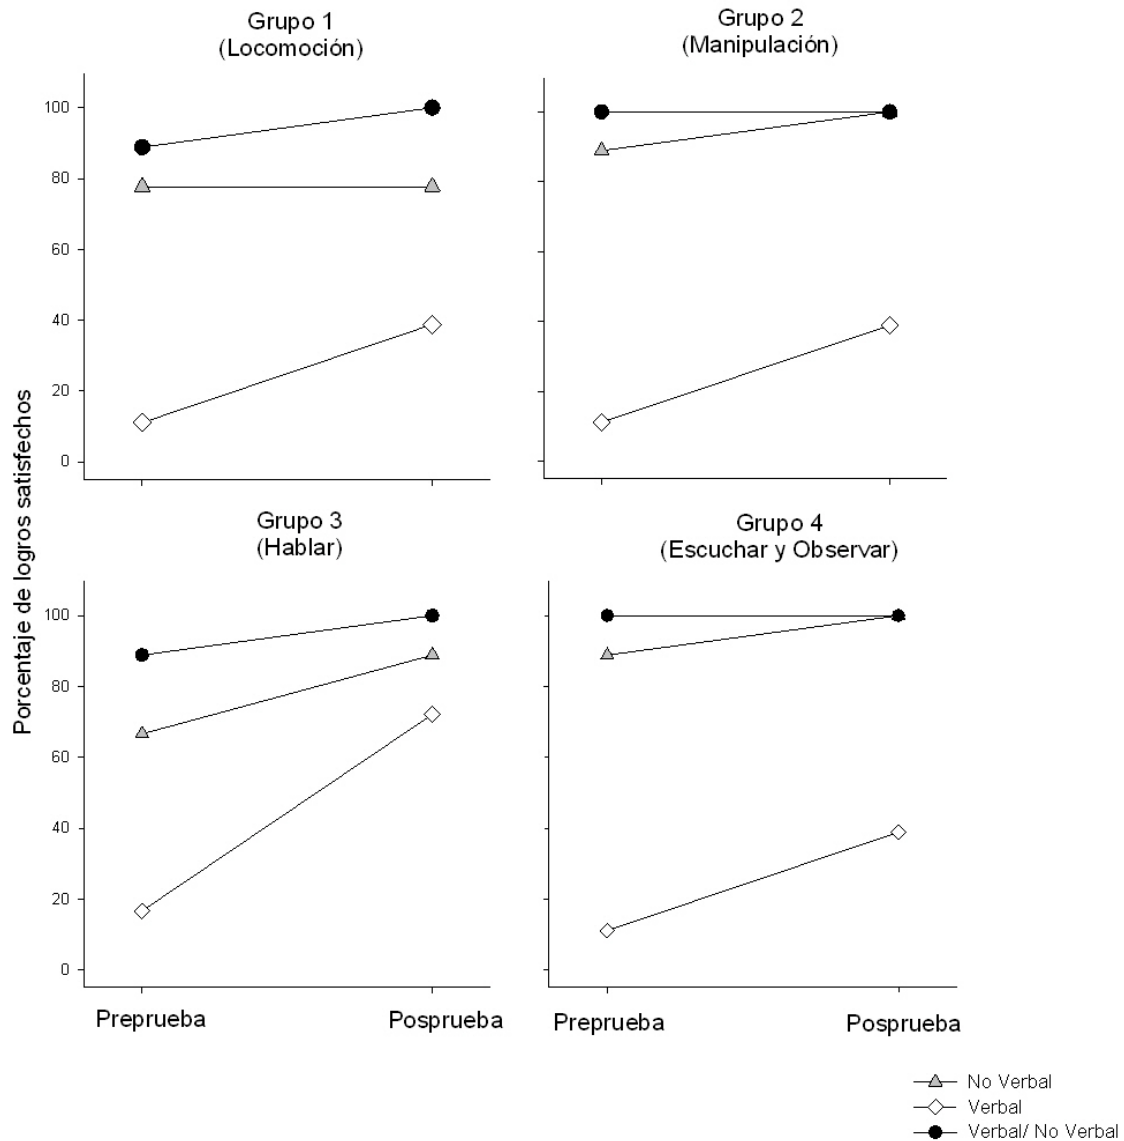 Grupo 1
(Locomoción)
Grupo 2
(Manipulación)
100
80
60
40
20
0
Porcentaje de logros satisfechos
Grupo 3
(Hablar)
Grupo 4
(Escuchar y Observar)
100
80
60
40
20
0
Preprueba
Posprueba
Preprueba
Posprueba
No Verbal
Verbal
Verbal/ No Verbal